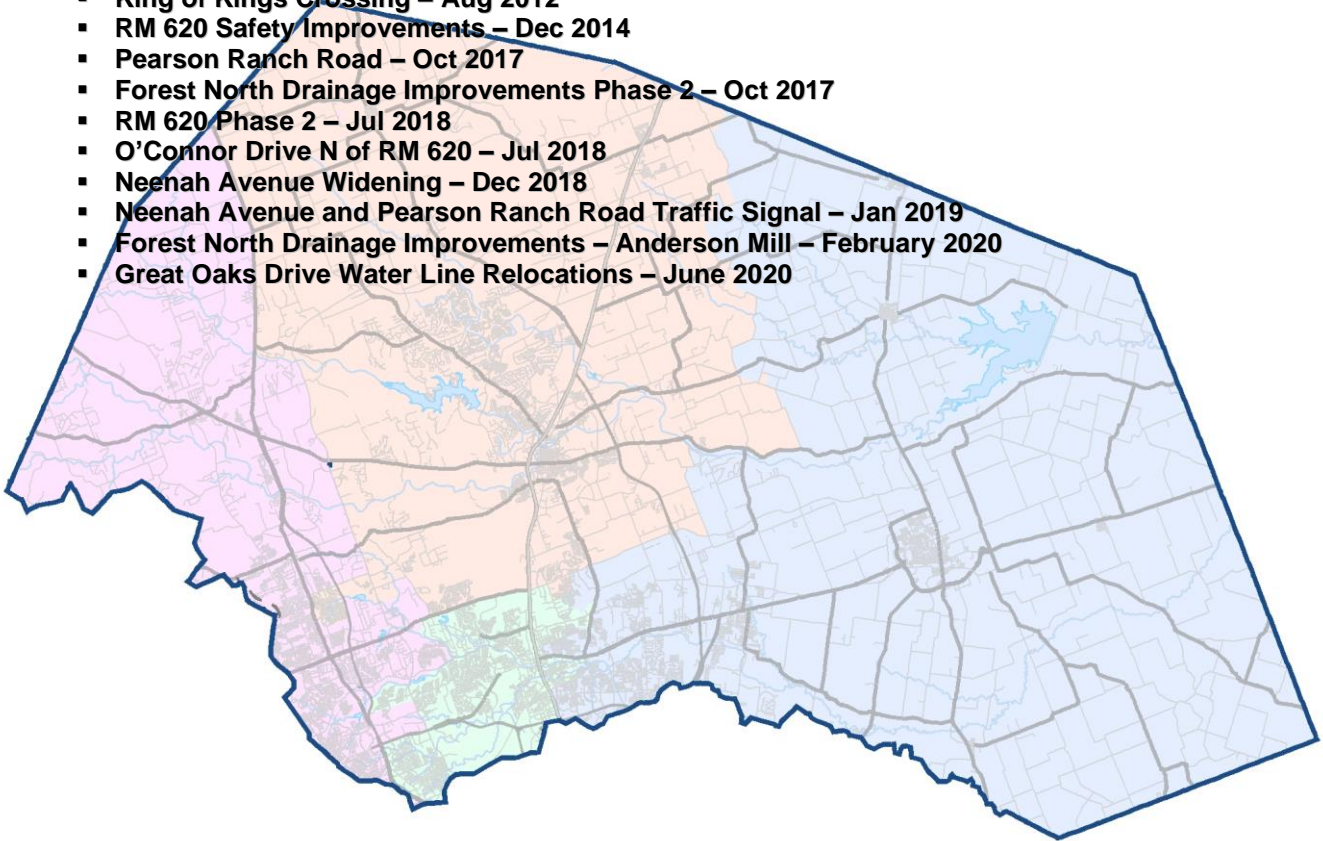 ▪ King of Kings Crossing – Aug 2012
▪ RM 620 Safety Improvements – Dec 2014
▪ Pearson Ranch Road – Oct 2017
▪ Forest North Drainage Improvements Phase 2 – Oct 2017
▪ RM 620 Phase 2 – Jul 2018
▪ O’Connor Drive N of RM 620 – Jul 2018
▪ Neenah Avenue Widening – Dec 2018
▪ Neenah Avenue and Pearson Ranch Road Traffic Signal – Jan 2019
▪ Forest North Drainage Improvements – Anderson Mill – February 2020
▪ Great Oaks Drive Water Line Relocations – June 2020